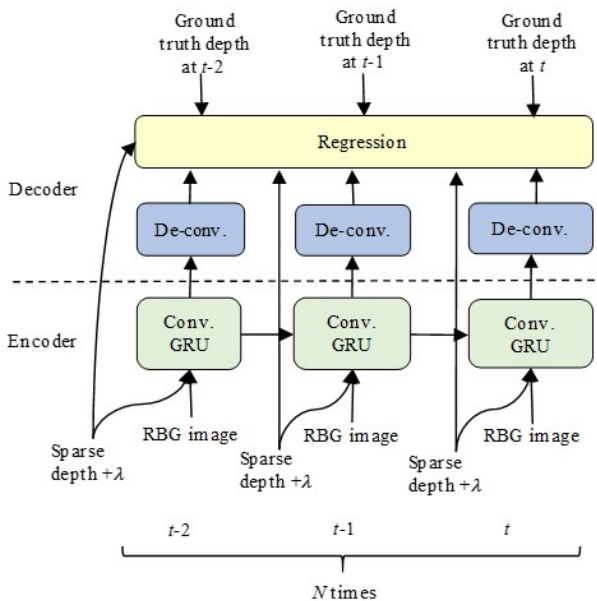 Ground
truth depth
at t-2
Ground
truth depth
at t-1
Ground
truth depth
at t
Regression
Decoder
De-conv.
De-conv.
De-conv.
Encoder
Conv.
GRU
Conv.
GRU
Conv.
GRU
Sparse
depth +λ
RBG image
Sparse
depth +λ
RBG image
Sparse
depth +λ
RBG image
t-2
t-1
t
N times